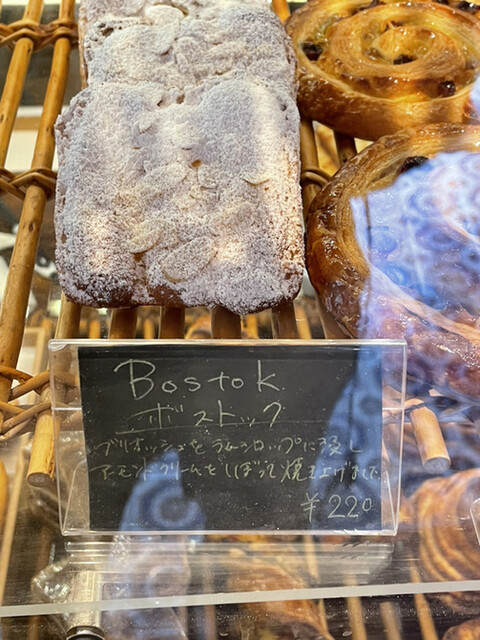 Bostok
ボストック
ブリオッシュをラムシロップに浸し
アーモンドクリームをしぼって焼き上げました
¥220